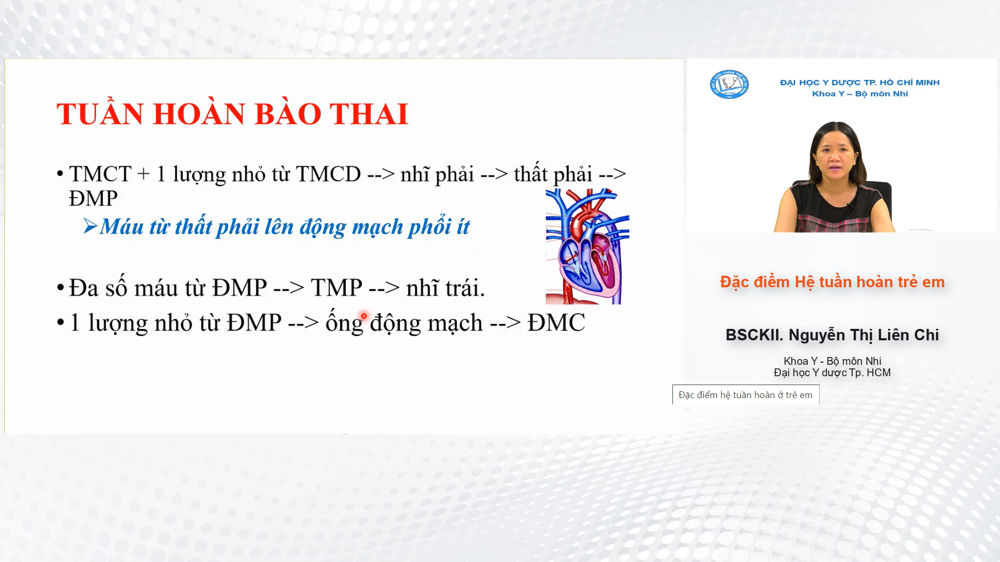 TUẦN HOÀN BÀO THAI
• TMCT + 1 lượng nhỏ từ TMCD --> nhĩ phải --> thất phải -->
ĐMP
➢Máu từ thất phải lên động mạch phổi ít
• Đa số máu từ ĐMP --> TMP --> nhĩ trái.
• 1 lượng nhỏ từ ĐMP --> ống động mạch --> ĐMC
ĐẠI HỌC Y DƯỢC TP. HỒ CHÍ MINH
Khoa Y – Bộ môn Nhi
Đặc điểm Hệ tuần hoàn trẻ em
BSCKII. Nguyễn Thị Liên Chi
Khoa Y - Bộ môn Nhi
Đại học Y dược Tp. HCM
Đặc điểm hệ tuần hoàn ở trẻ em